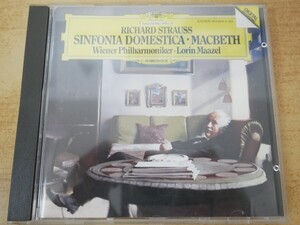 RICHARD STRAUSS
SINFONIA DOMESTICA · MACBETH
Wiener Philharmoniker · Lorin Maazel